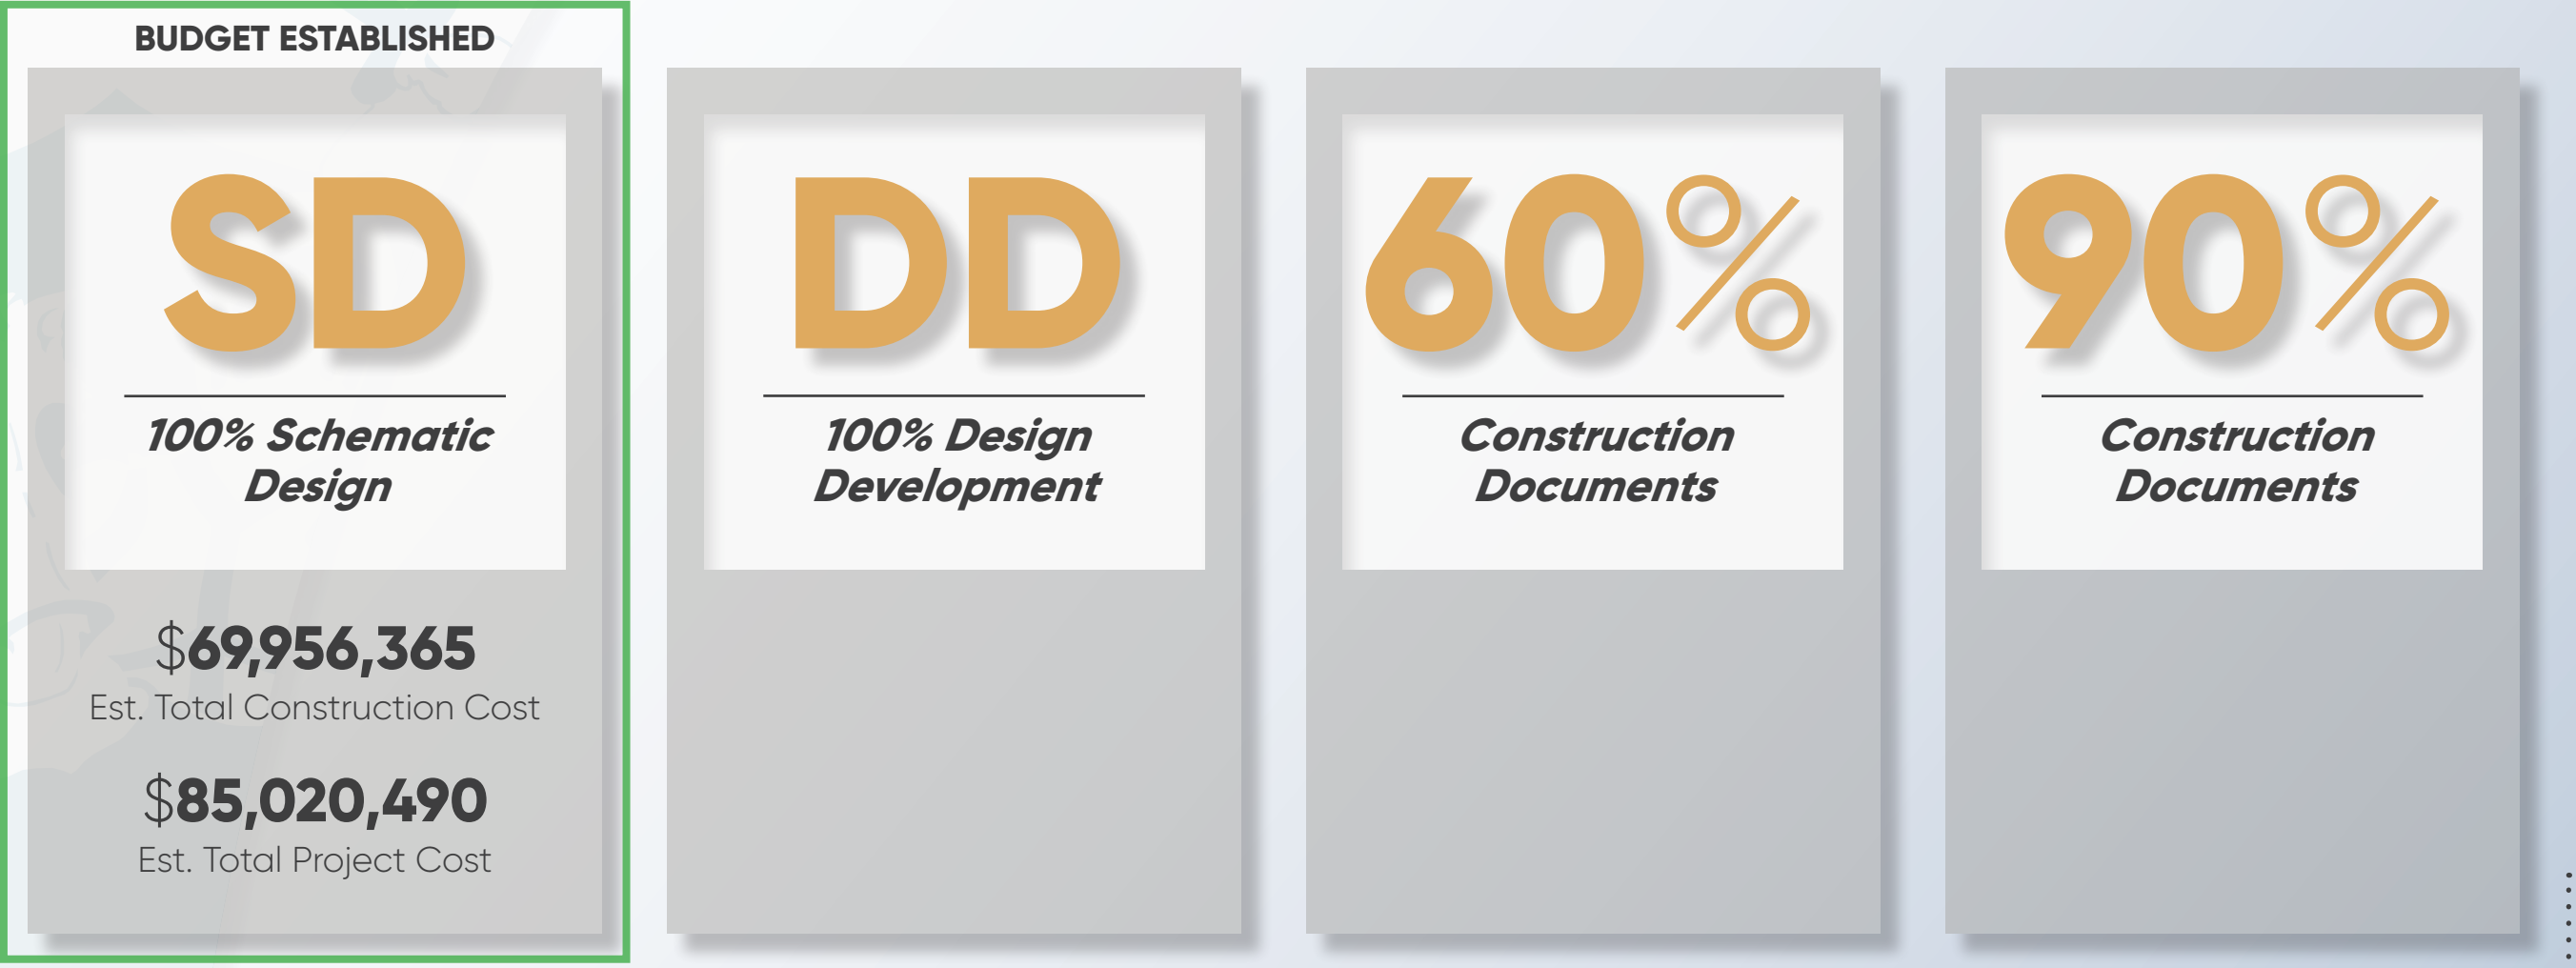 BUDGET ESTABLISHED
SD
100% Schematic
Design
$69,956,365
Est. Total Construction Cost
$85,020,490
Est. Total Project Cost
DD
100% Design
Development
60%
Construction
Documents
90%
Construction
Documents